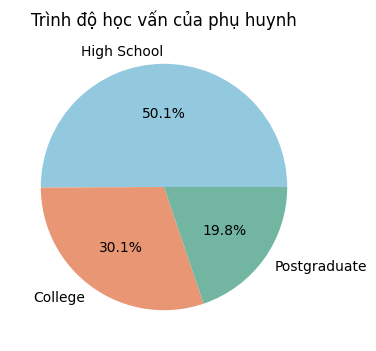 Trình độ học vấn của phụ huynh
High School
50.1%
30.1%
19.8%
College
Postgraduate